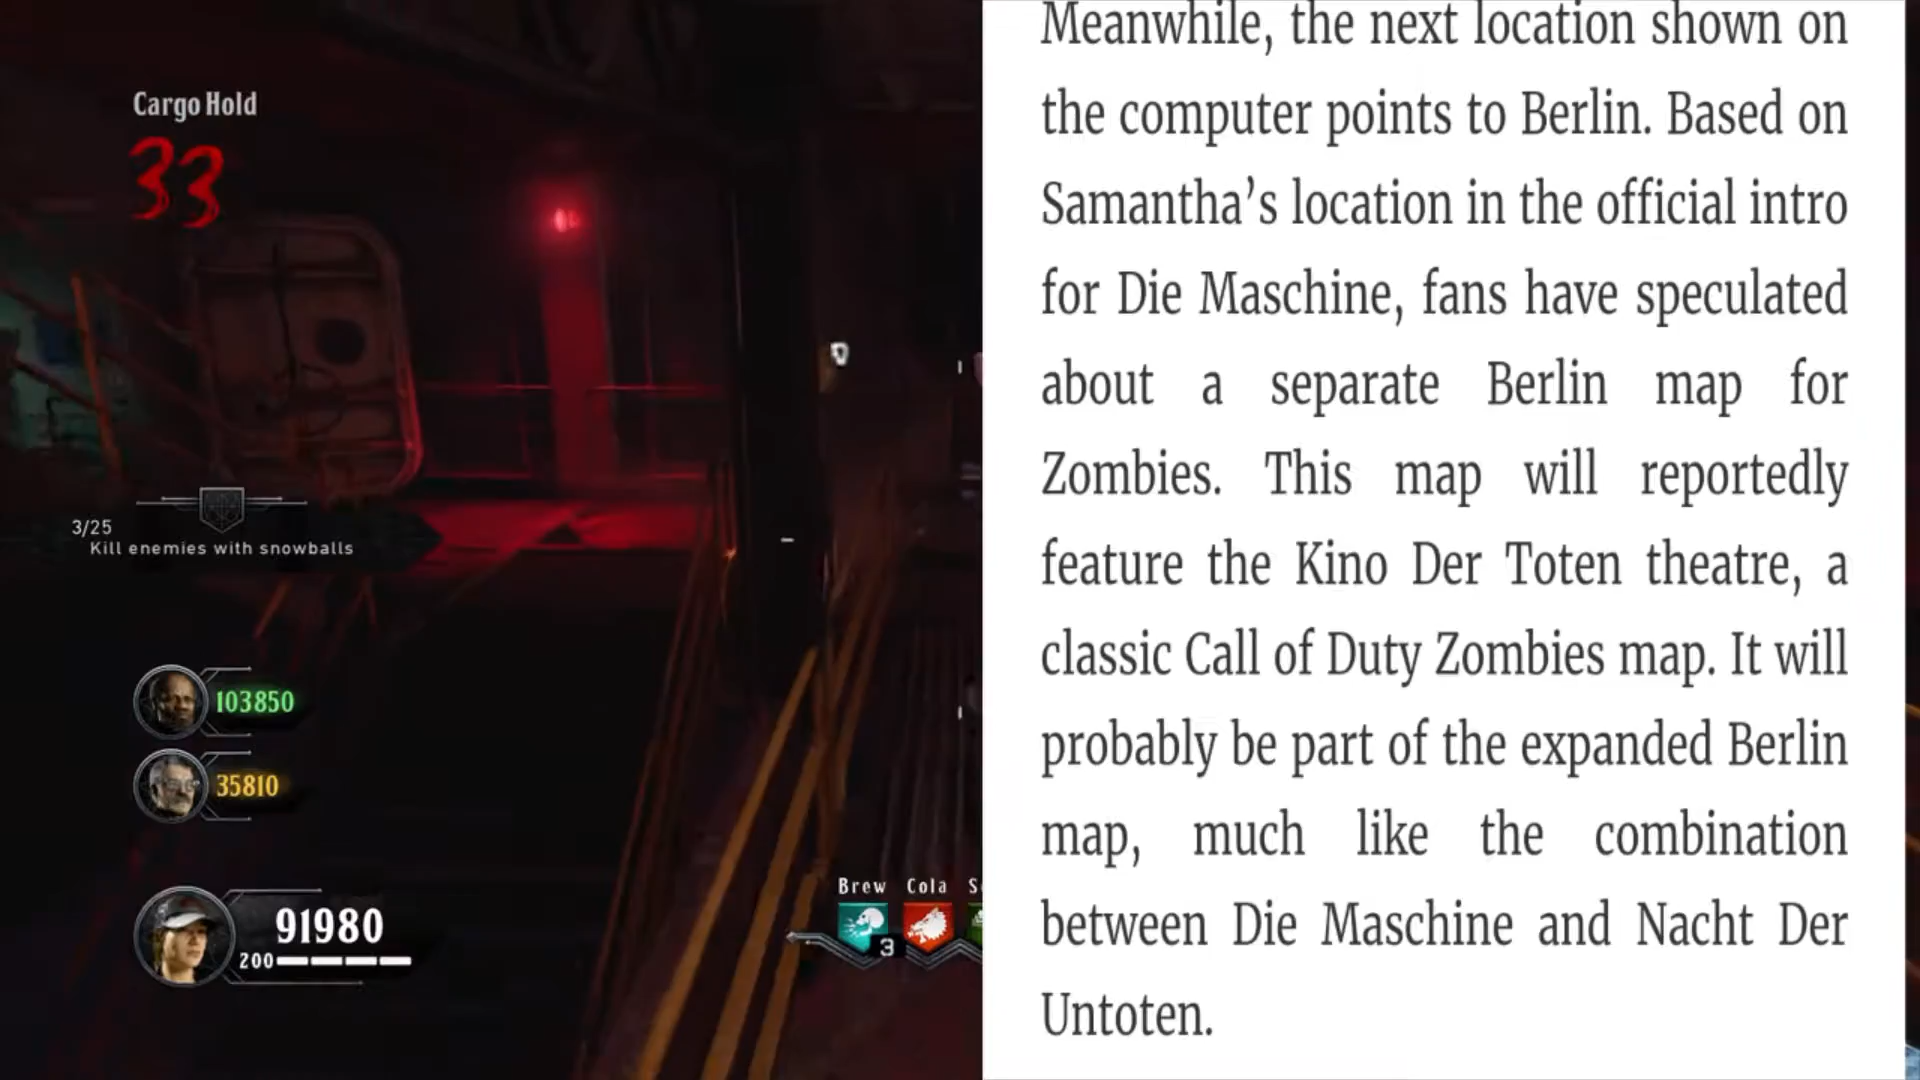 Cargo Hold
33
3/25
Kill enemies with snowballs
103850
35810
91980
200
Brew Cola
3
Meanwhile, the next location shown on
the computer points to Berlin. Based on
Samantha’s location in the official intro
for Die Maschine, fans have speculated
about a separate Berlin map for
Zombies. This map will reportedly
feature the Kino Der Toten theatre, a
classic Call of Duty Zombies map. It will
probably be part of the expanded Berlin
map, much like the combination
between Die Maschine and Nacht Der
Untoten.